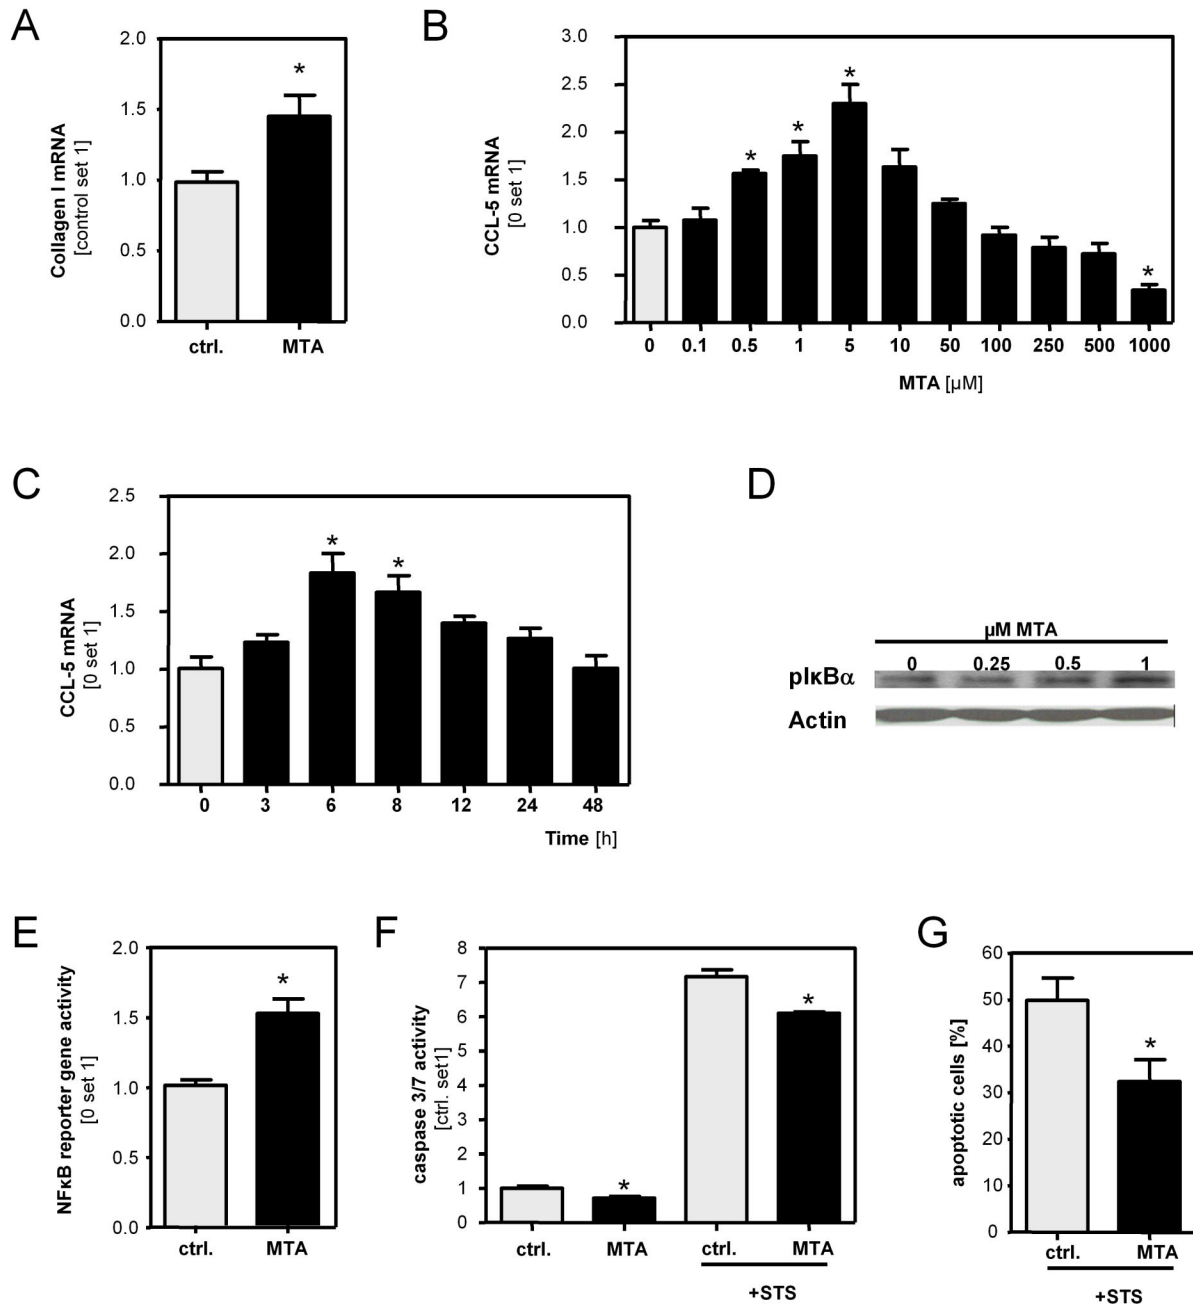 A
Collagen I mRNA
[control set 1]
2.0
1.5
1.0
0.5
0.0
*
ctrl. MTA
B
CCL-5 mRNA
[0 set 1]
3.0
2.5
2.0
1.5
1.0
0.5
0.0
* * * *
0 0.1 0.5 1 5 10 50 100 250 500 1000
MTA [µM]
C
CCL-5 mRNA
[0 set 1]
2.5
2.0
1.5
1.0
0.5
0.0
* *
0 3 6 8 12 24 48
Time [h]
D
µM MTA
0 0.25 0.5 1
pIκBα
Actin
E
NFκB reporter gene activity
[0 set 1]
2.0
1.5
1.0
0.5
0.0
*
ctrl. MTA
F
caspase 3/7 activity
[ctrl. set1]
8
7
6
5
4
3
2
1
0
* *
ctrl. MTA ctrl. MTA
+STS
G
apoptotic cells [%]
60
50
40
30
20
10
0
*
ctrl. MTA
+STS